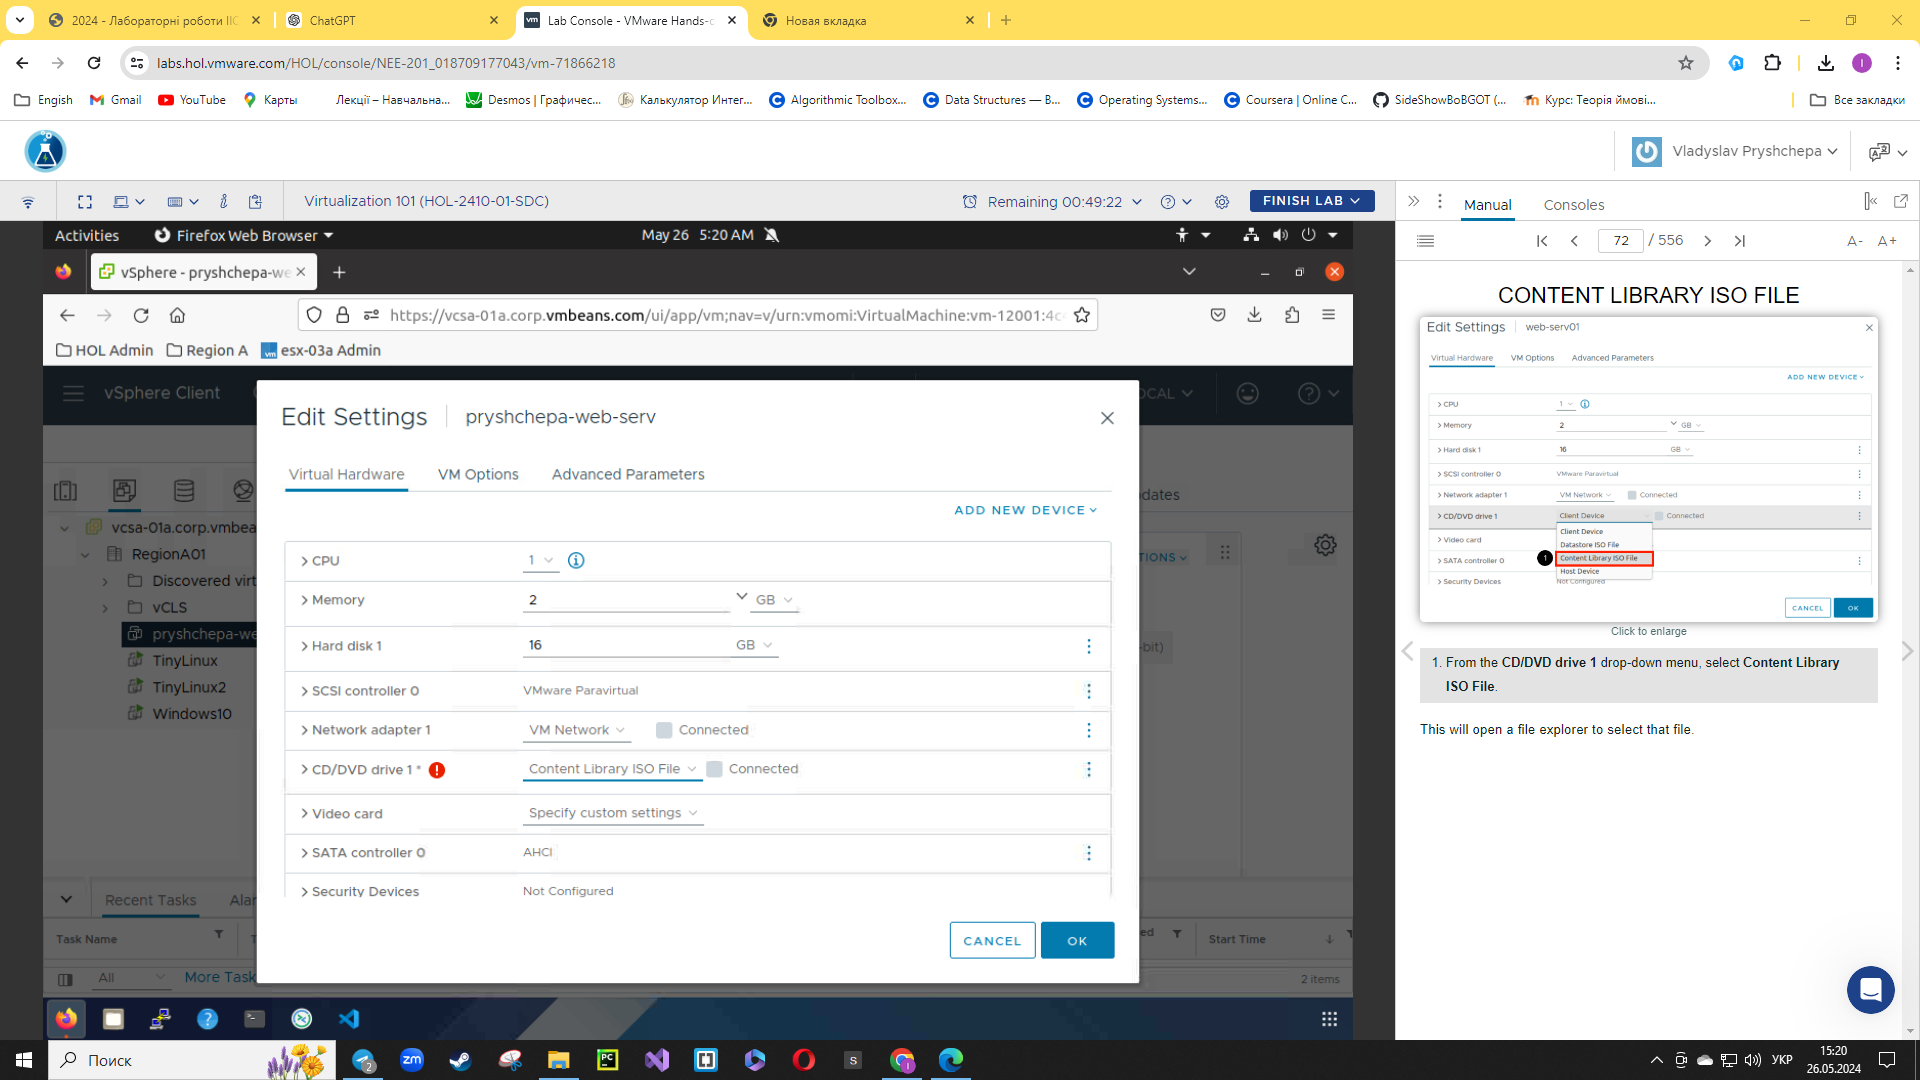 2024 - Лабораторні роботи ІІС
ChatGPT
Lab Console - VMware Hands-o
Новая вкладка
labs.hol.vmware.com/HOL/console/NEE-201_018709177043/vm-71866218
Engish
Gmail
YouTube
Карты
Лекції – Навчальна...
Desmos | Графичес...
Калькулятор Интег...
Algorithmic Toolbox...
Data Structures — B...
Operating Systems...
Coursera | Online C...
SideShowBoBGOT (...
Курс: Теорія ймові...
Все закладки
Vladyslav Pryshchepa
Virtualization 101 (HOL-2410-01-SDC)
Remaining 00:49:22
FINISH LAB
Manual
Consoles
Activities
Firefox Web Browser
May 26 5:20 AM
72 / 556
A- A+
vSphere - pryshchepa-we
https://vcsa-01a.corp.vmbeans.com/ui/app/vm;nav=v/urn:vmomi:VirtualMachine:vm-12001:4c
HOL Admin
Region A
esx-03a Admin
vSphere Client
OCAL
Edit Settings
pryshchepa-web-serv
Virtual Hardware
VM Options
Advanced Parameters
ADD NEW DEVICE
CPU
1
Memory
2
GB
Hard disk 1
16
GB
SCSI controller 0
VMware Paravirtual
Network adapter 1
VM Network
Connected
CD/DVD drive 1 *
Content Library ISO File
Connected
Video card
Specify custom settings
SATA controller 0
AHCI
Security Devices
Not Configured
CANCEL
OK
vcsa-01a.corp.vmbea
RegionA01
Discovered virt
vCLS
pryshchepa-we
TinyLinux
TinyLinux2
Windows10
dates
TIONS
-bit)
Recent Tasks
Alar
Task Name
T
ed
Start Time
All
More Task
2 items
CONTENT LIBRARY ISO FILE
Edit Settings
web-serv01
Virtual Hardware
VM Options
Advanced Parameters
ADD NEW DEVICE
CPU
1
Memory
2
GB
Hard disk 1
16
GB
SCSI controller 0
VMware Paravirtual
Network adapter 1
VM Network
Connected
CD/DVD drive 1
Client Device
Connected
Client Device
Video card
Datastore ISO File
1
Content Library ISO File
SATA controller 0
Host Device
Security Devices
Not Configured
CANCEL
OK
Click to enlarge
1. From the CD/DVD drive 1 drop-down menu, select Content Library
ISO File.
This will open a file explorer to select that file.
Поиск
2
zm
PC
S
УКР
15:20
26.05.2024